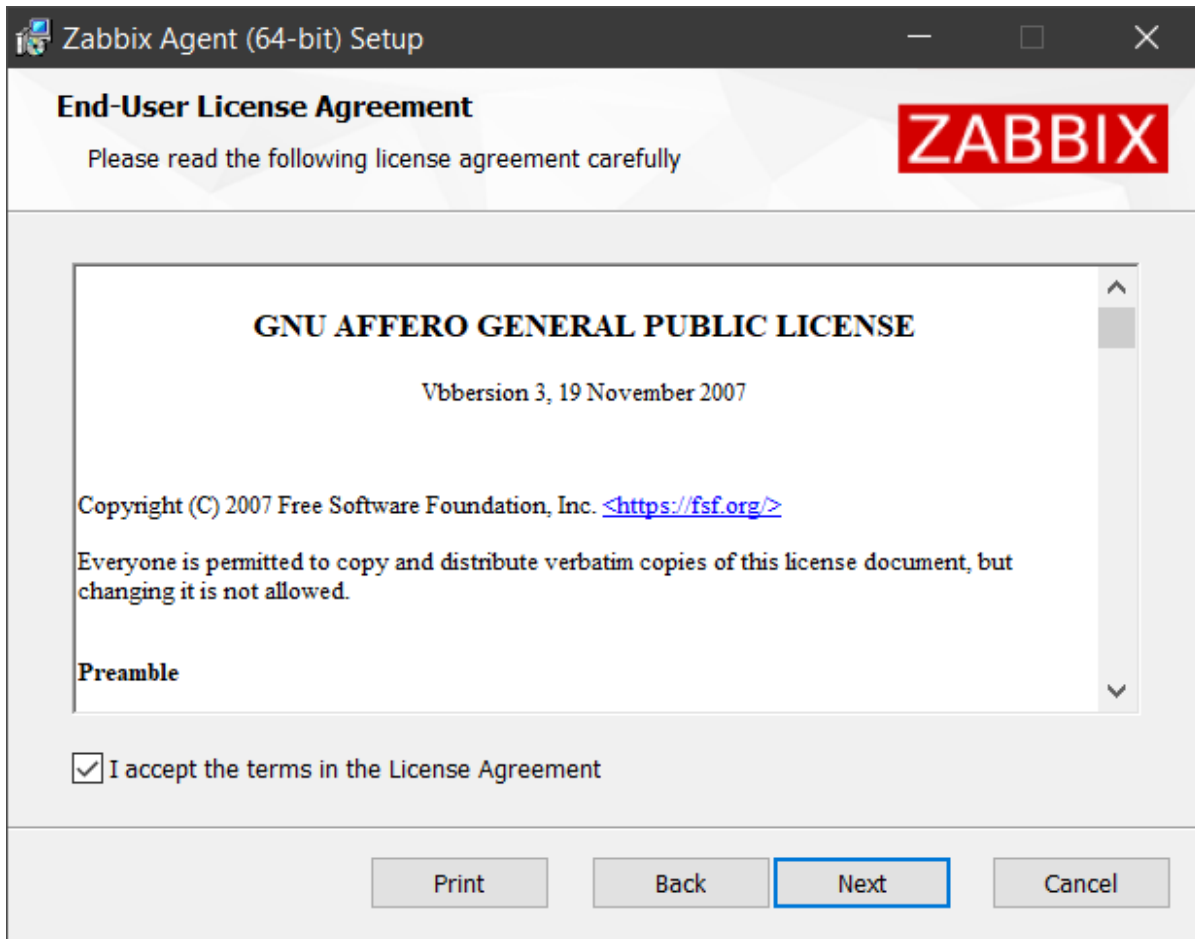 Zabbix Agent (64-bit) Setup
End-User License Agreement
Please read the following license agreement carefully
ZABBIX
GNU AFFERO GENERAL PUBLIC LICENSE
Vbbersion 3, 19 November 2007
Copyright (C) 2007 Free Software Foundation, Inc. <https://fsf.org/>
Everyone is permitted to copy and distribute verbatim copies of this license document, but
changing it is not allowed.
Preamble
I accept the terms in the License Agreement
Print Back Next Cancel